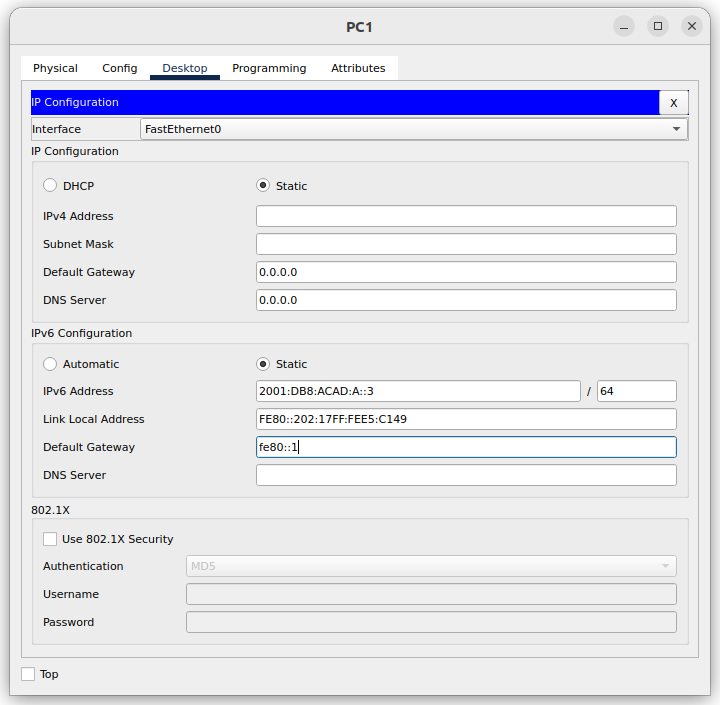 PC1
Physical Config Desktop Programming Attributes
IP Configuration X
Interface FastEthernet0
IP Configuration
DHCP Static
IPv4 Address
Subnet Mask
Default Gateway 0.0.0.0
DNS Server 0.0.0.0
IPv6 Configuration
Automatic Static
IPv6 Address 2001:DB8:ACAD:A::3 / 64
Link Local Address FE80::202:17FF:FEE5:C149
Default Gateway fe80::1
DNS Server
802.1X
Use 802.1X Security
Authentication MD5
Username
Password
Top